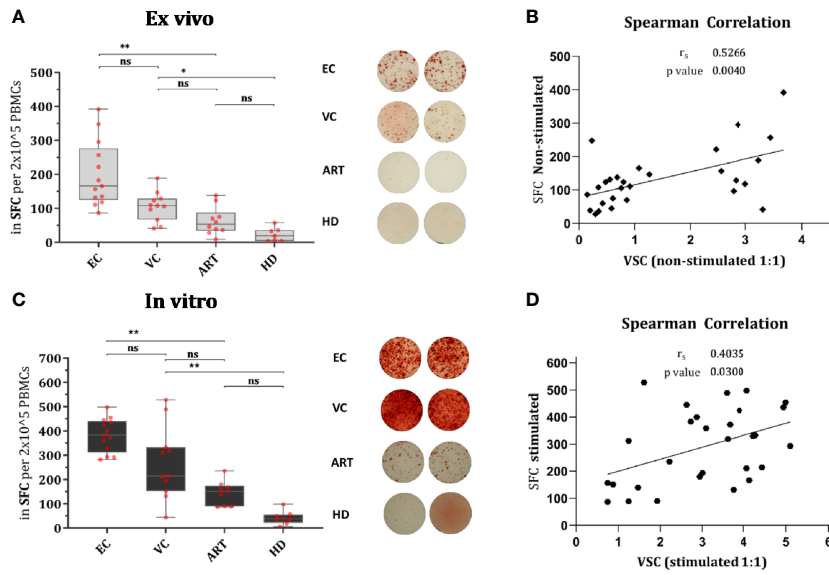 A
Ex vivo
**
ns
*
ns
ns
in SFC per 2x10^5 PBMCs
500
400
300
200
100
0
EC
VC
ART
HD
EC
VC
ART
HD
B
Spearman Correlation
rs 0.5266
p value 0.0040
SFC Non-stimulated
500
400
300
200
100
0
0 1 2 3 4 5
VSC (non-stimulated 1:1)
C
In vitro
**
ns
ns
**
ns
in SFC per 2x10^5 PBMCs
700
600
500
400
300
200
100
0
EC
VC
ART
HD
EC
VC
ART
HD
D
Spearman Correlation
rs 0.4035
p value 0.0300
SFC stimulated
600
500
400
300
200
100
0
0 1 2 3 4 5 6
VSC (stimulated 1:1)